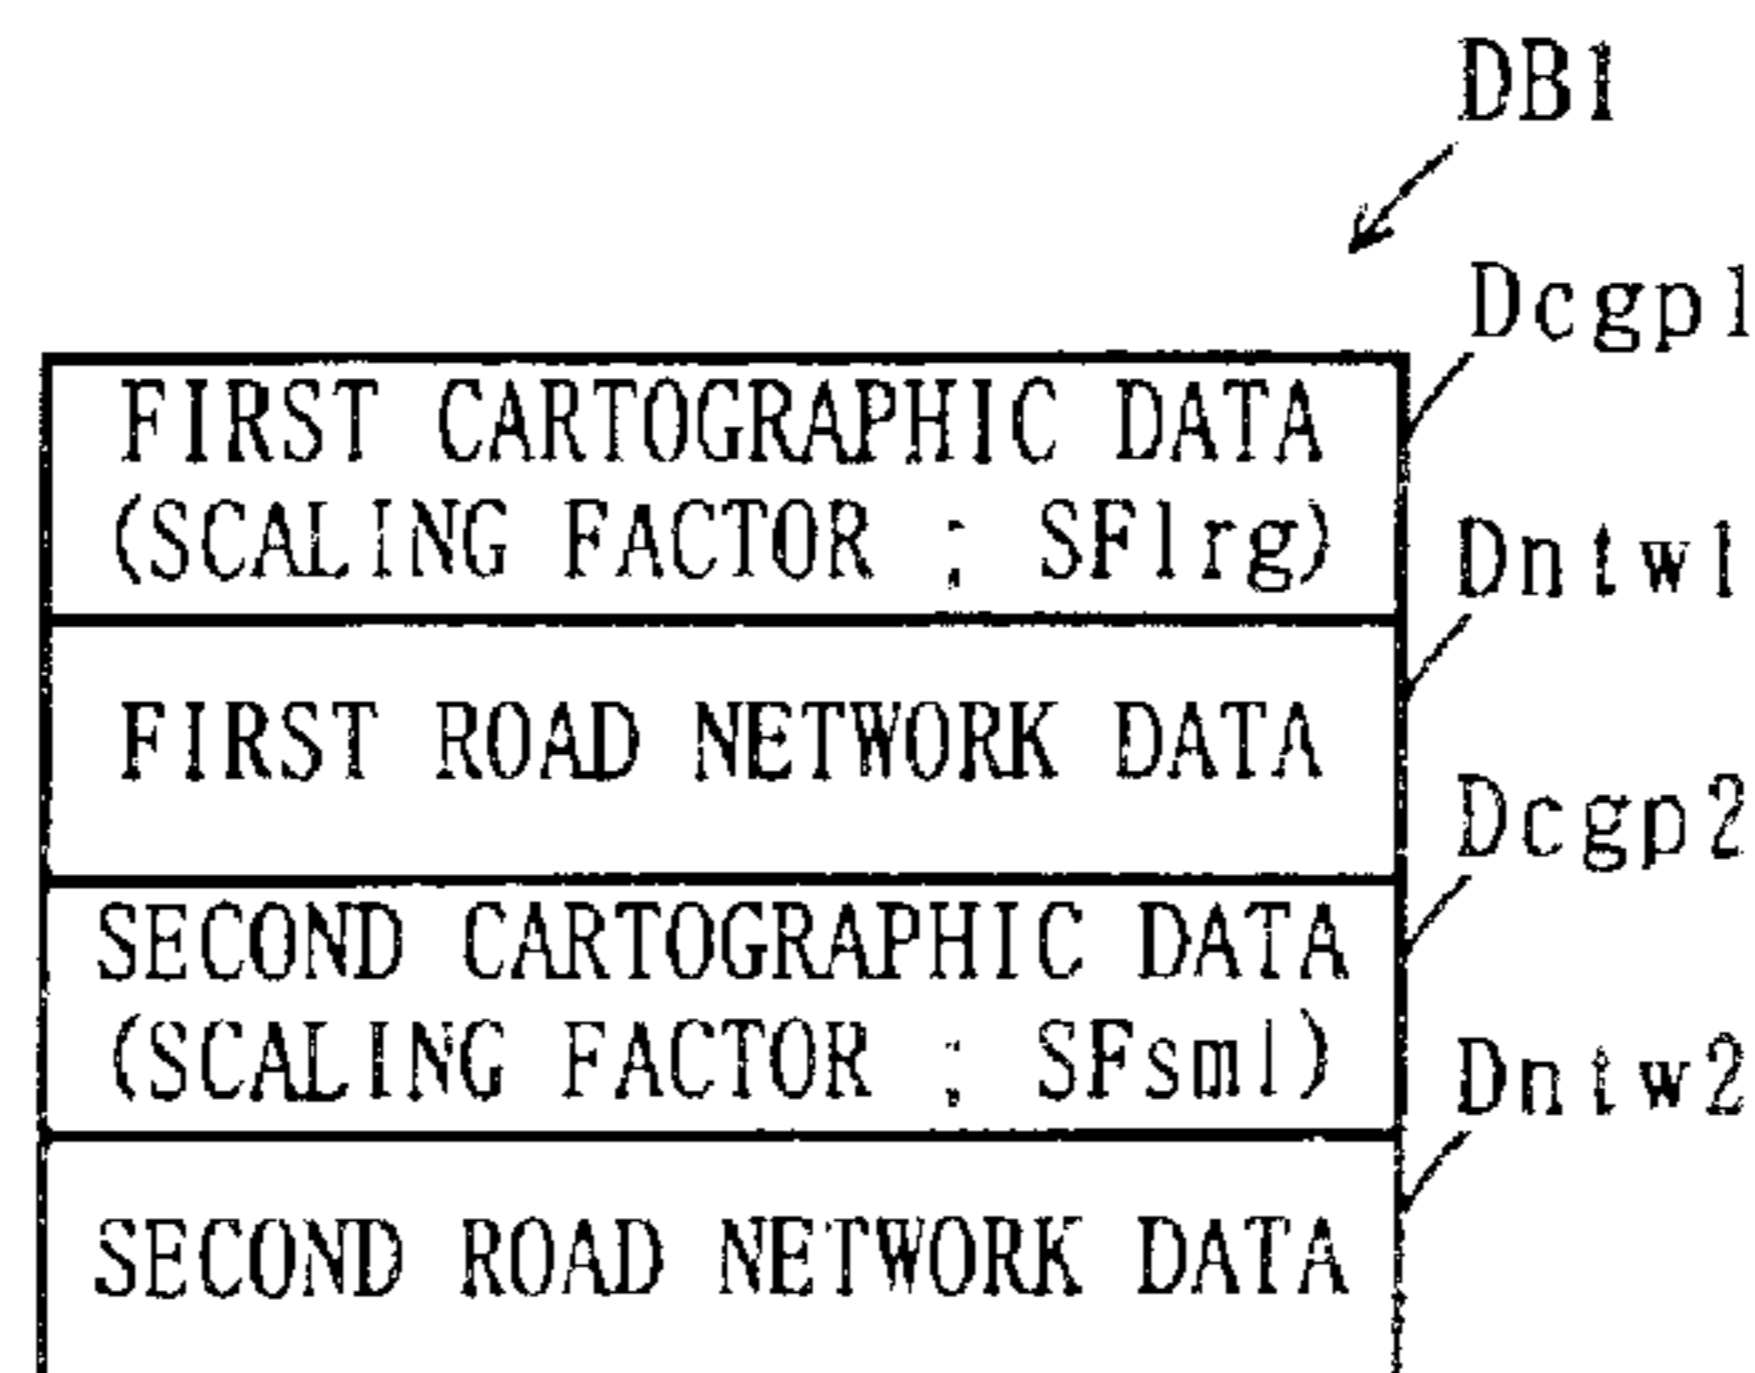 DB1
Dcgp1
FIRST CARTOGRAPHIC DATA
(SCALING FACTOR ; SFlrg)
Dntw1
FIRST ROAD NETWORK DATA
Dcgp2
SECOND CARTOGRAPHIC DATA
(SCALING FACTOR ; SFsml)
Dntw2
SECOND ROAD NETWORK DATA